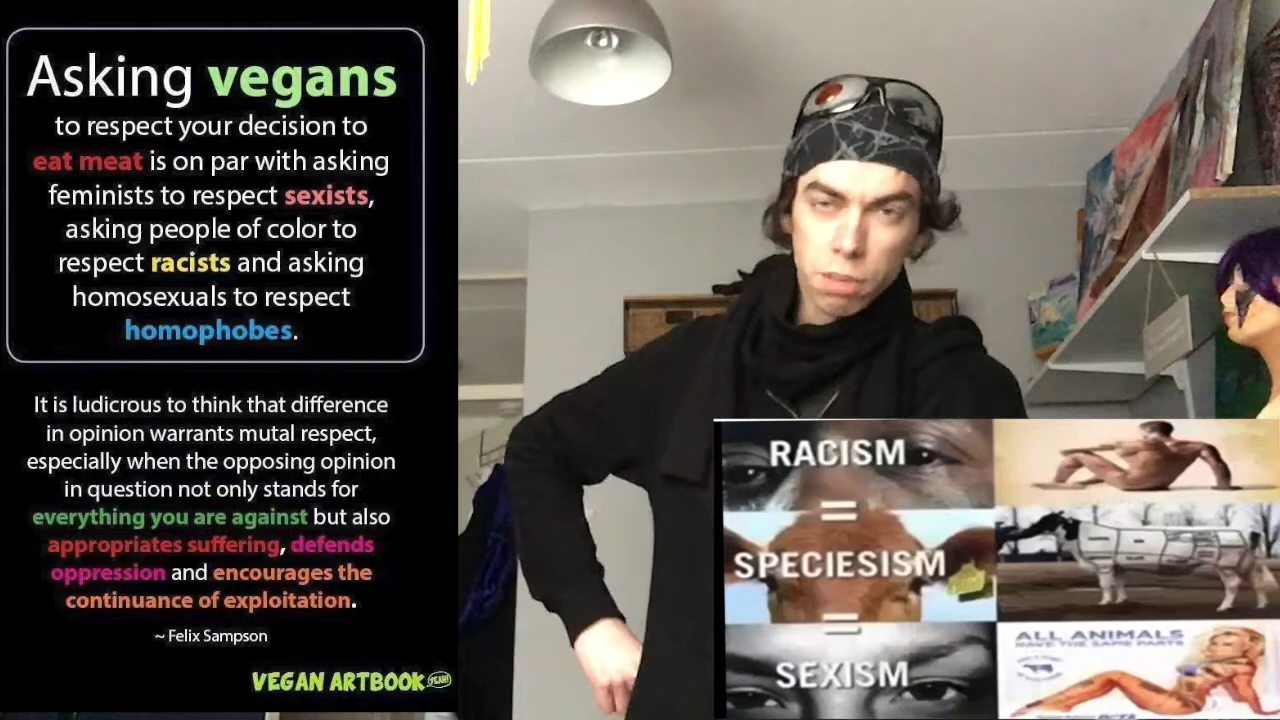 Asking vegans
to respect your decision to
eat meat is on par with asking
feminists to respect sexists,
asking people of color to
respect racists and asking
homosexuals to respect
homophobes.
It is ludicrous to think that difference
in opinion warrants mutal respect,
especially when the opposing opinion
in question not only stands for
everything you are against but also
appropriates suffering, defends
oppression and encourages the
continuance of exploitation.
~ Felix Sampson
VEGAN ARTBOOK
RACISM
=
SPECIESISM
=
SEXISM
ALL ANIMALS
HAVE THE SAME PARTS